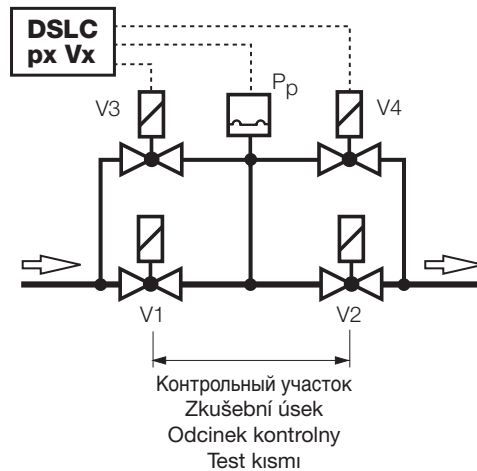 DSLC
px Vx
Pp
V3
V4
V1
V2
Контрольный участок
Zkušební úsek
Odcinek kontrolny
Test kısmı